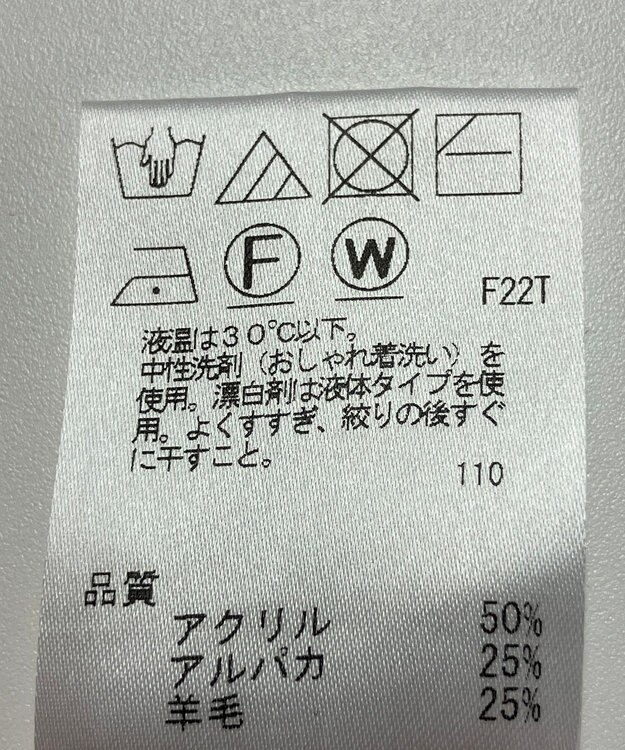 F W F22T
液温は30℃以下。
中性洗剤（おしゃれ着洗い）を
使用。漂白剤は液体タイプを使
用。よくすすぎ、絞りの後すぐ
に干すこと。
110
品質
アクリル 50%
アルパカ 25%
羊毛 25%